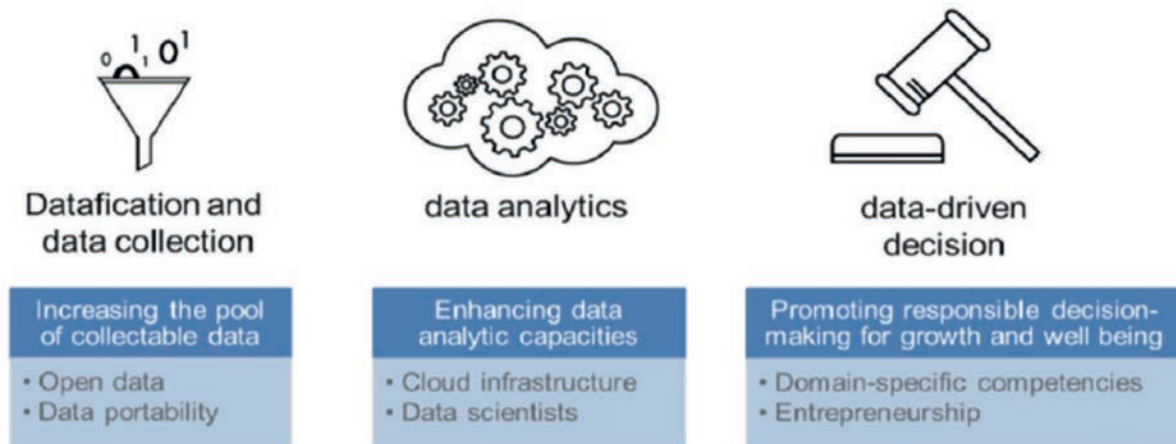 0 1 1 01
Datafication and
data collection
Increasing the pool
of collectable data
• Open data
• Data portability
data analytics
Enhancing data
analytic capacities
• Cloud infrastructure
• Data scientists
data-driven
decision
Promoting responsible decision-
making for growth and well being
• Domain-specific competencies
• Entrepreneurship